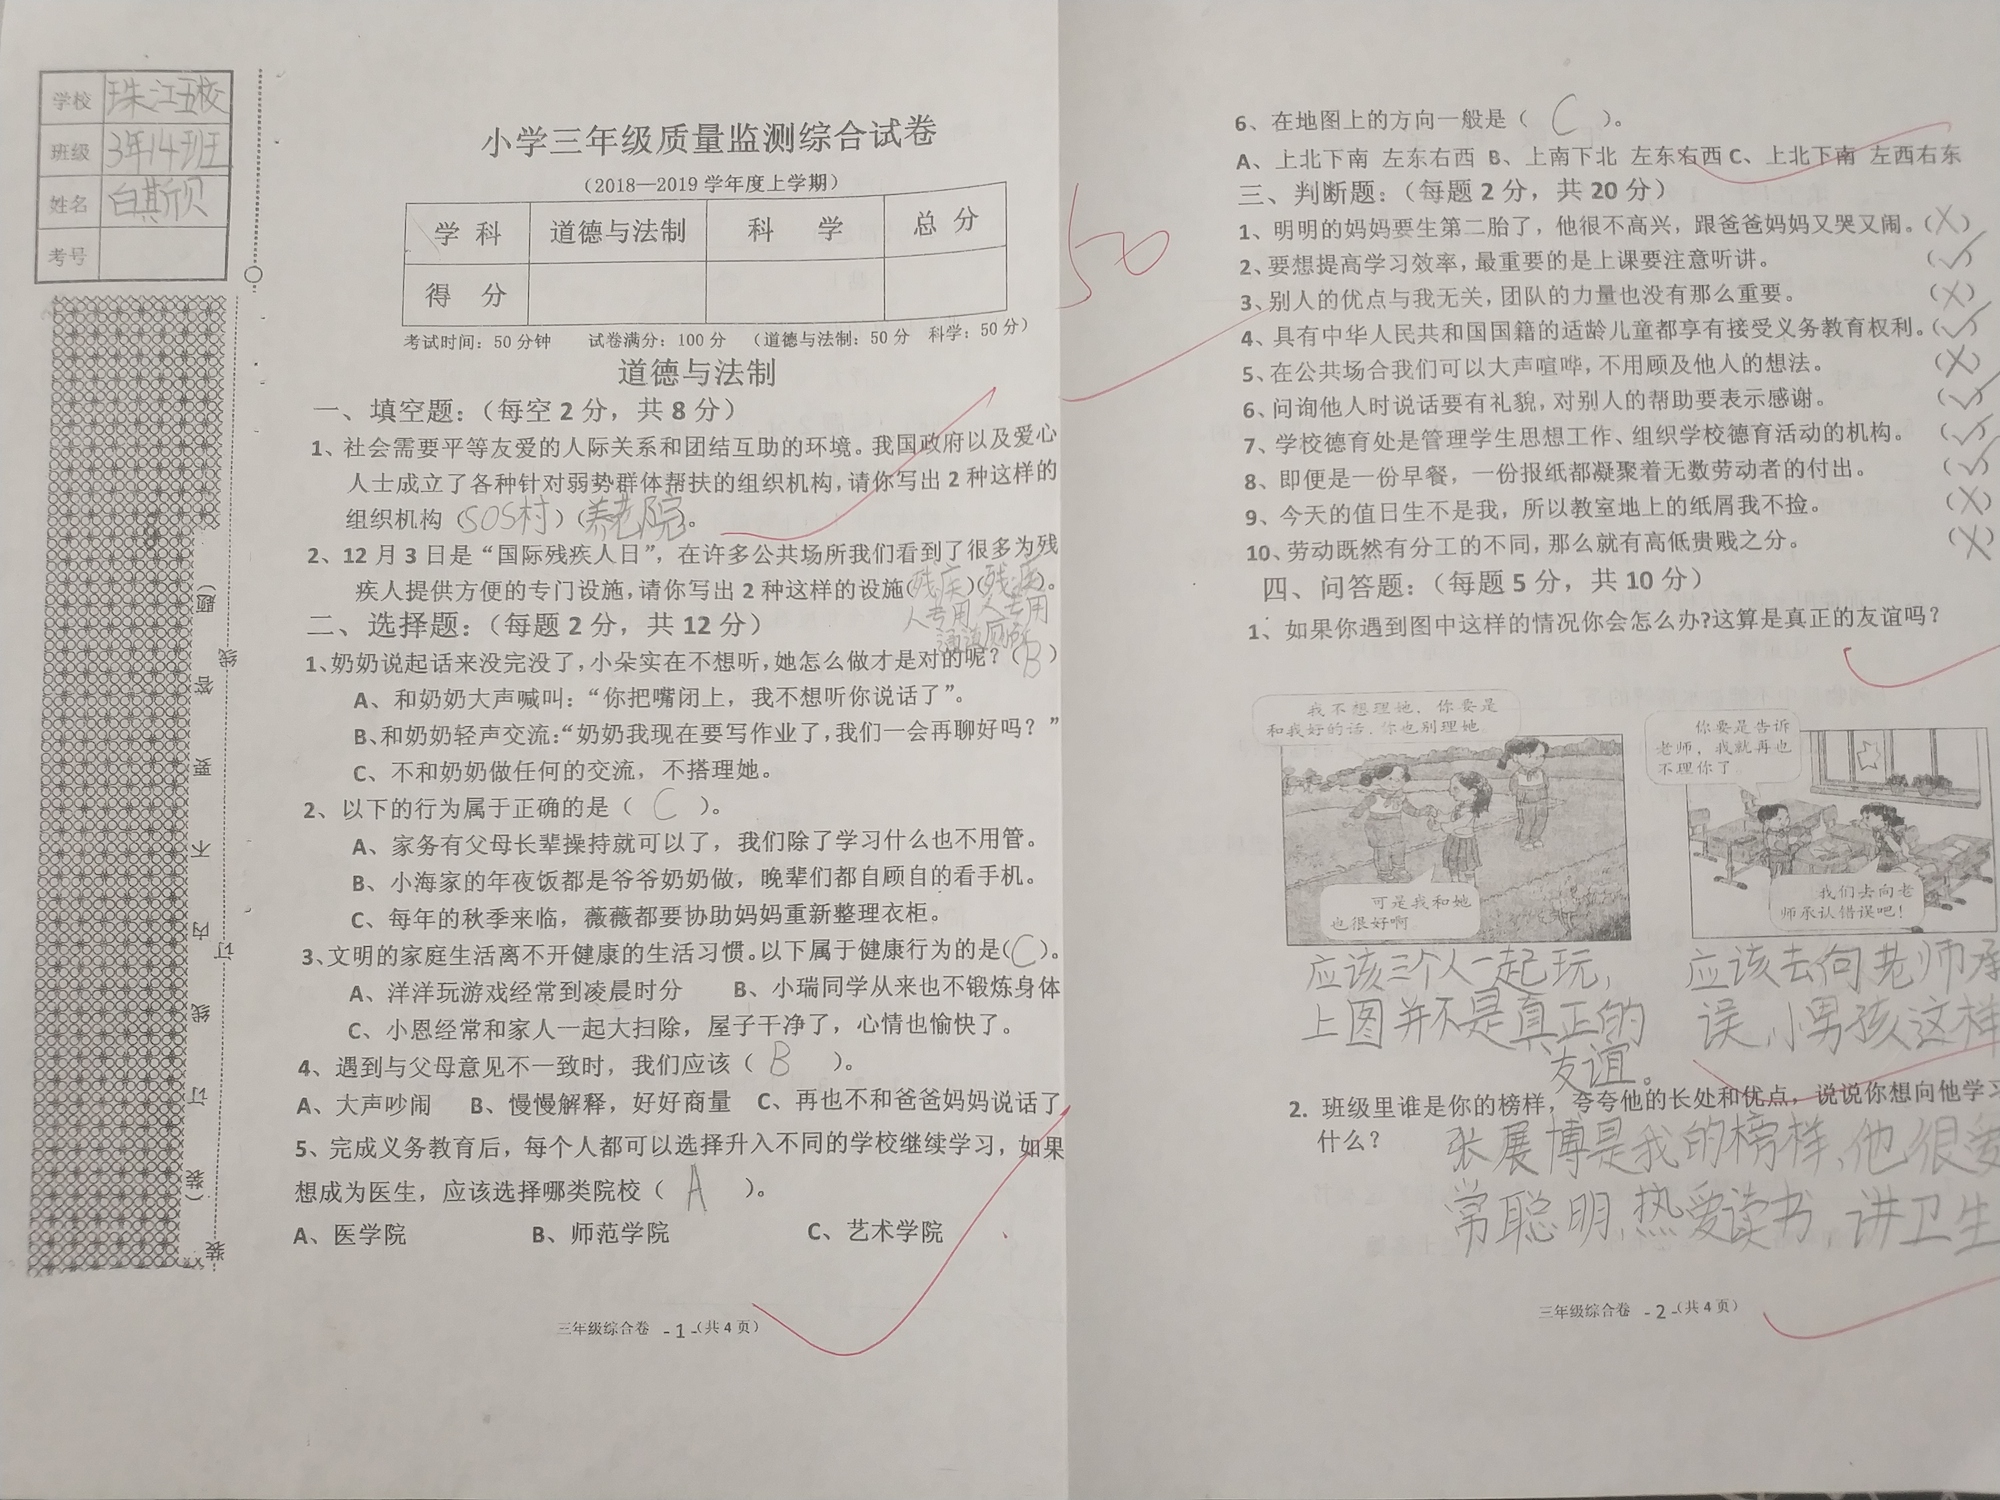 学校 珠江五校
班级 3年14班
姓名 白斯贝
考号
小学三年级质量监测综合试卷
（2018—2019 学年度上学期）
学 科 道德与法制 科 学 总 分
得 分
考试时间：50 分钟 试卷满分：100 分 （道德与法制：50 分 科学：50 分）
道德与法制
一、填空题：（每空 2 分，共 8 分）
1、社会需要平等友爱的人际关系和团结互助的环境。我国政府以及爱心
人士成立了各种针对弱势群体帮扶的组织机构，请你写出 2 种这样的
组织机构（SOS村）（养老院）。
2、12 月 3 日是“国际残疾人日”，在许多公共场所我们看到了很多为残
疾人提供方便的专门设施，请你写出 2 种这样的设施（残疾）（残疾）。
人专用 人专用
通道 厕所
二、选择题：（每题 2 分，共 12 分）
1、奶奶说起话来没完没了，小朵实在不想听，她怎么做才是对的呢？（B）
A、和奶奶大声喊叫：“你把嘴闭上，我不想听你说话了”。
B、和奶奶轻声交流：“奶奶我现在要写作业了，我们一会再聊好吗？”
C、不和奶奶做任何的交流，不搭理她。
2、以下的行为属于正确的是（ C ）。
A、家务有父母长辈操持就可以了，我们除了学习什么也不用管。
B、小海家的年夜饭都是爷爷奶奶做，晚辈们都自顾自的看手机。
C、每年的秋季来临，薇薇都要协助妈妈重新整理衣柜。
3、文明的家庭生活离不开健康的生活习惯。以下属于健康行为的是（C）。
A、洋洋玩游戏经常到凌晨时分 B、小瑞同学从来也不锻炼身体
C、小恩经常和家人一起大扫除，屋子干净了，心情也愉快了。
4、遇到与父母意见不一致时，我们应该（ B ）。
A、大声吵闹 B、慢慢解释，好好商量 C、再也不和爸爸妈妈说话了
5、完成义务教育后，每个人都可以选择升入不同的学校继续学习，如果
想成为医生，应该选择哪类院校（ A ）。
A、医学院 B、师范学院 C、艺术学院
三年级综合卷 - 1 -（共 4 页）
（装 订 线 内 不 要 答 题）
装 订 线
50
6、在地图上的方向一般是（ C ）。
A、上北下南 左东右西 B、上南下北 左东右西 C、上北下南 左西右东
三、判断题：（每题 2 分，共 20 分）
1、明明的妈妈要生第二胎了，他很不高兴，跟爸爸妈妈又哭又闹。（×）
2、要想提高学习效率，最重要的是上课要注意听讲。（✓）
3、别人的优点与我无关，团队的力量也没有那么重要。（×）
4、具有中华人民共和国国籍的适龄儿童都享有接受义务教育权利。（✓）
5、在公共场合我们可以大声喧哗，不用顾及他人的想法。（×）
6、问询他人时说话要有礼貌，对别人的帮助要表示感谢。（✓）
7、学校德育处是管理学生思想工作、组织学校德育活动的机构。（✓）
8、即便是一份早餐，一份报纸都凝聚着无数劳动者的付出。（✓）
9、今天的值日生不是我，所以教室地上的纸屑我不捡。（×）
10、劳动既然有分工的不同，那么就有高低贵贱之分。（×）
四、问答题：（每题 5 分，共 10 分）
1、如果你遇到图中这样的情况你会怎么办？这算是真正的友谊吗？
我不想理她，你要是
和我好的话，你也别理她
可是我和她
也很好啊
你要是告诉
老师，我就再也
不理你了
我们去向老
师承认错误吧！
应该三个人一起玩，
上图并不是真正的
友谊。
应该去向老师承
误，小男孩这样
2. 班级里谁是你的榜样，夸夸他的长处和优点，说说你想向他学习
什么？
张展博是我的榜样，他很爱
常聪明，热爱读书，讲卫生
三年级综合卷 - 2 -（共 4 页）